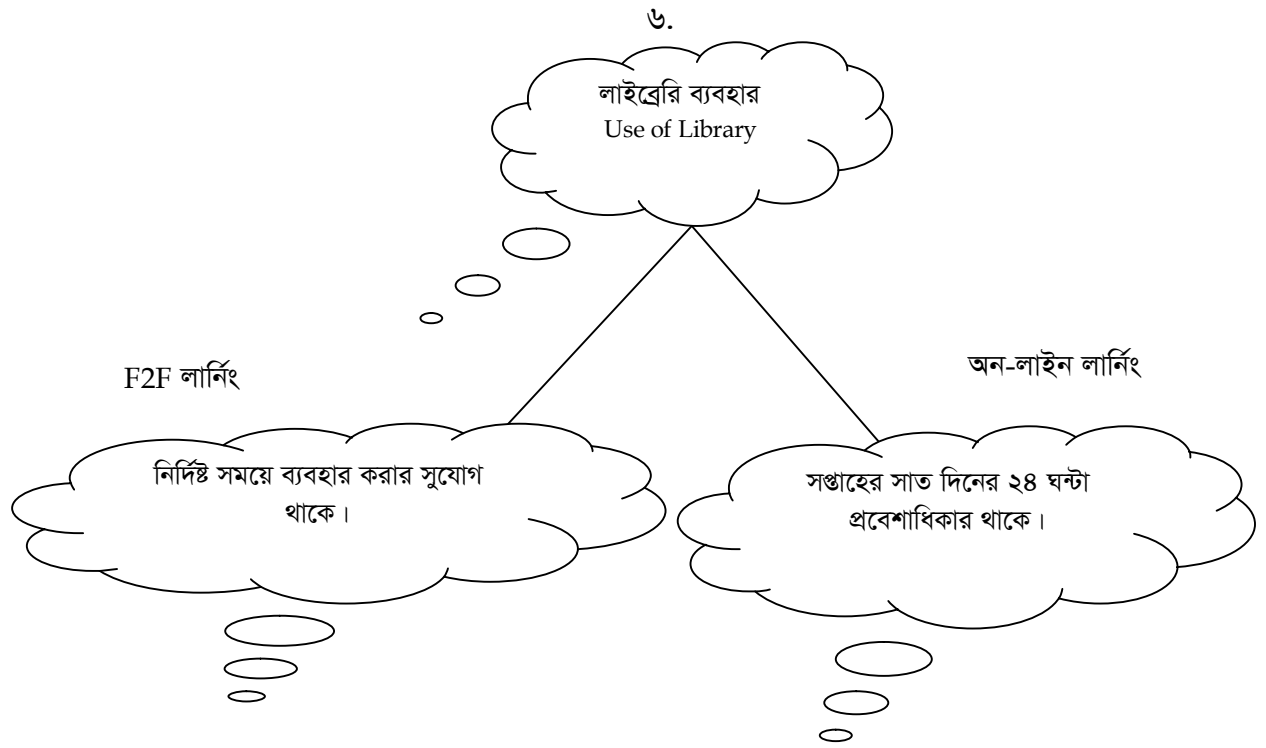 ৬.
লাইব্রেরি ব্যবহার
Use of Library
F2F লার্নিং
অন-লাইন লার্নিং
নির্দিষ্ট সময়ে ব্যবহার করার সুযোগ
থাকে।
সপ্তাহের সাত দিনের ২৪ ঘন্টা
প্রবেশাধিকার থাকে।